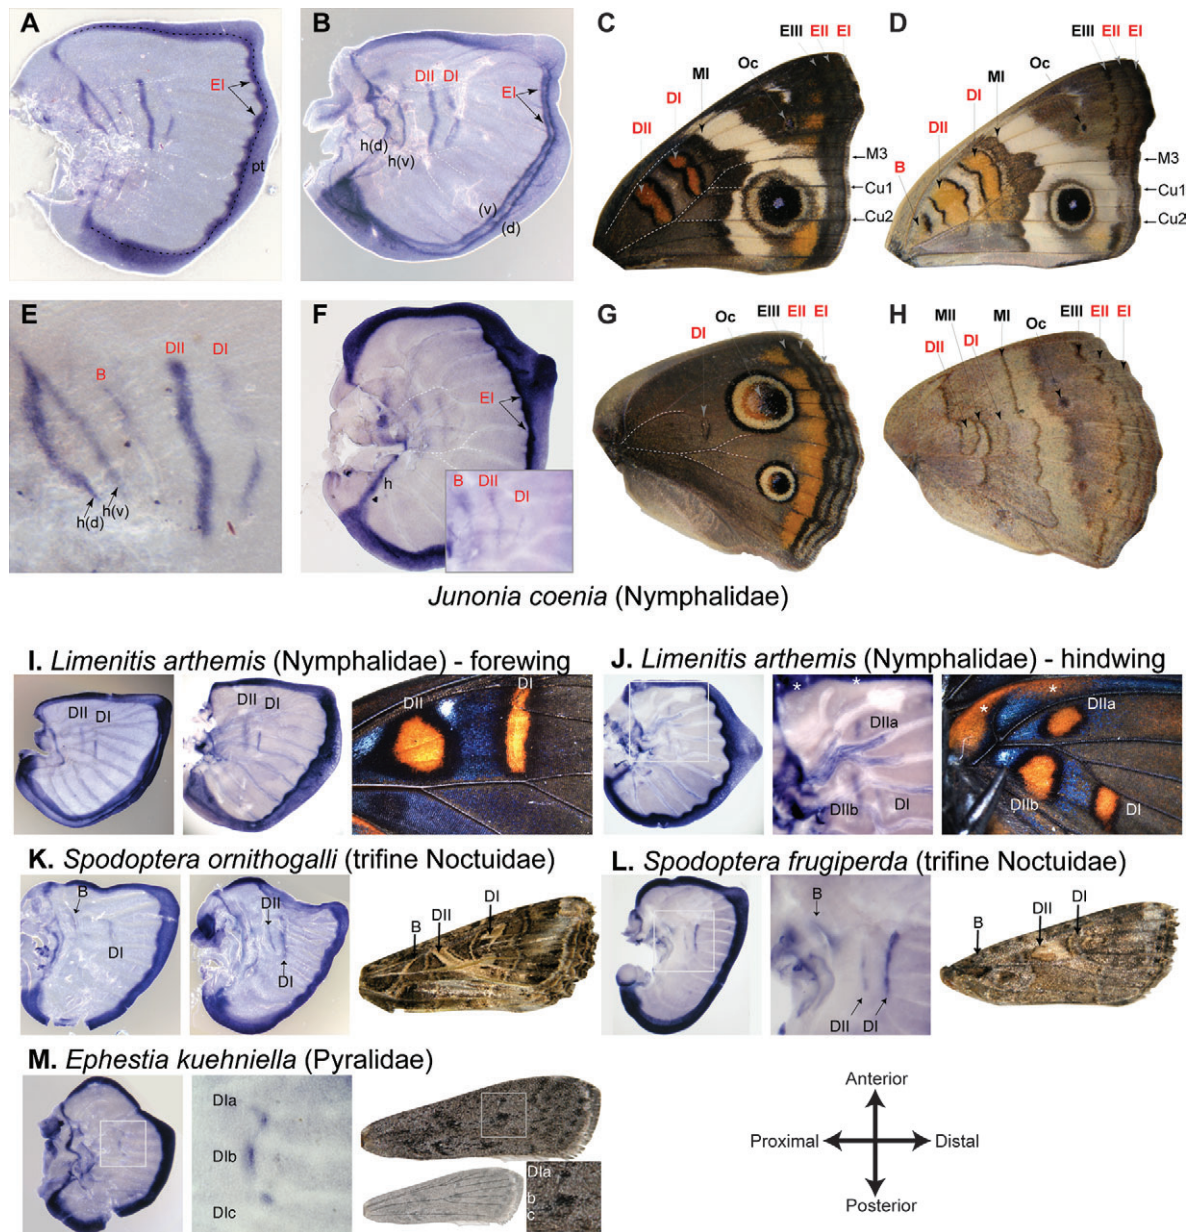 A
EI
pt
B
DII DI
EI
h(d)
h(v)
(v)
(d)
C
EIII EII EI
Oc
MI
DI
DII
M3
Cu1
Cu2
D
EIII EII EI
Oc
MI
DI
DII
B
M3
Cu1
Cu2
E
DII DI
B
h(d)
h(v)
F
EI
h
B DII DI
G
EIII EII EI
Oc
DI
H
EIII EII EI
Oc
MI
MII
DI
DII
Junonia coenia (Nymphalidae)
I. Limenitis arthemis (Nymphalidae) - forewing
DII DI
DII DI
DII
DI
J. Limenitis arthemis (Nymphalidae) - hindwing
* *
DIIa
DIIb
DI
* *
DIIa
DIIb
DI
K. Spodoptera ornithogalli (trifine Noctuidae)
B
DI
DII
DI
B DII DI
L. Spodoptera frugiperda (trifine Noctuidae)
B
DII DI
B DII DI
M. Ephestia kuehniella (Pyralidae)
DIa
DIb
DIc
DIa
b
c
Anterior
Proximal Distal
Posterior